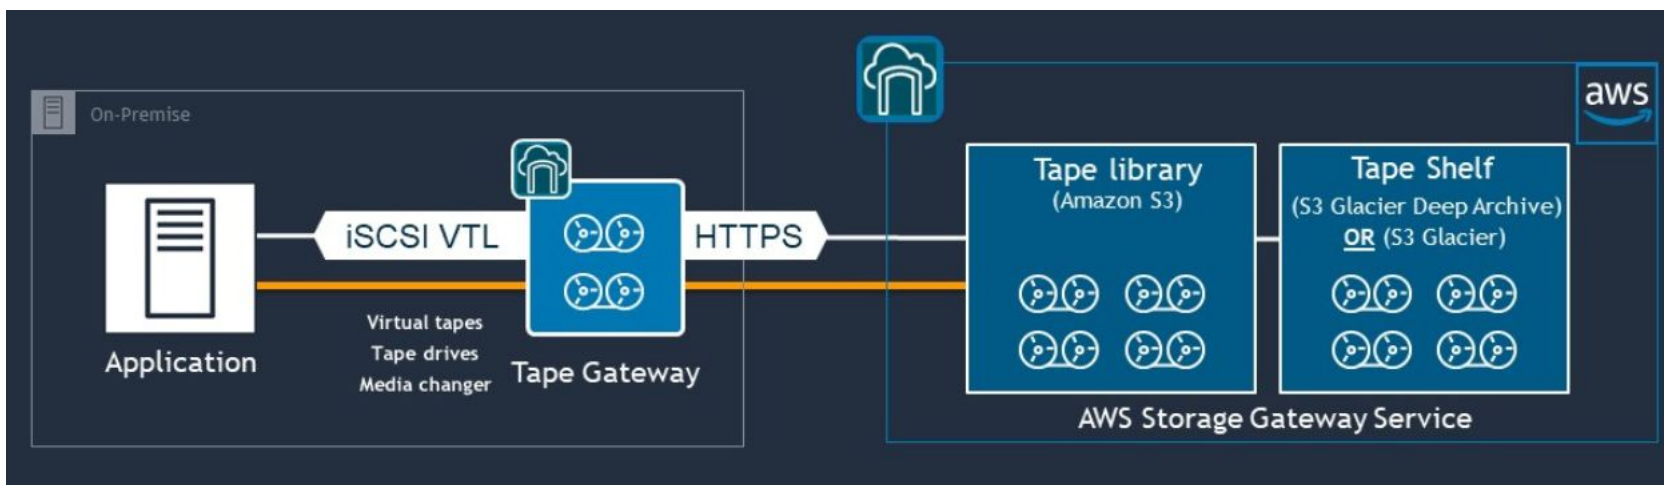 On-Premise
Application
iSCSI VTL
Virtual tapes
Tape drives
Media changer
Tape Gateway
HTTPS
aws
Tape library
(Amazon S3)
Tape Shelf
(S3 Glacier Deep Archive)
OR (S3 Glacier)
AWS Storage Gateway Service